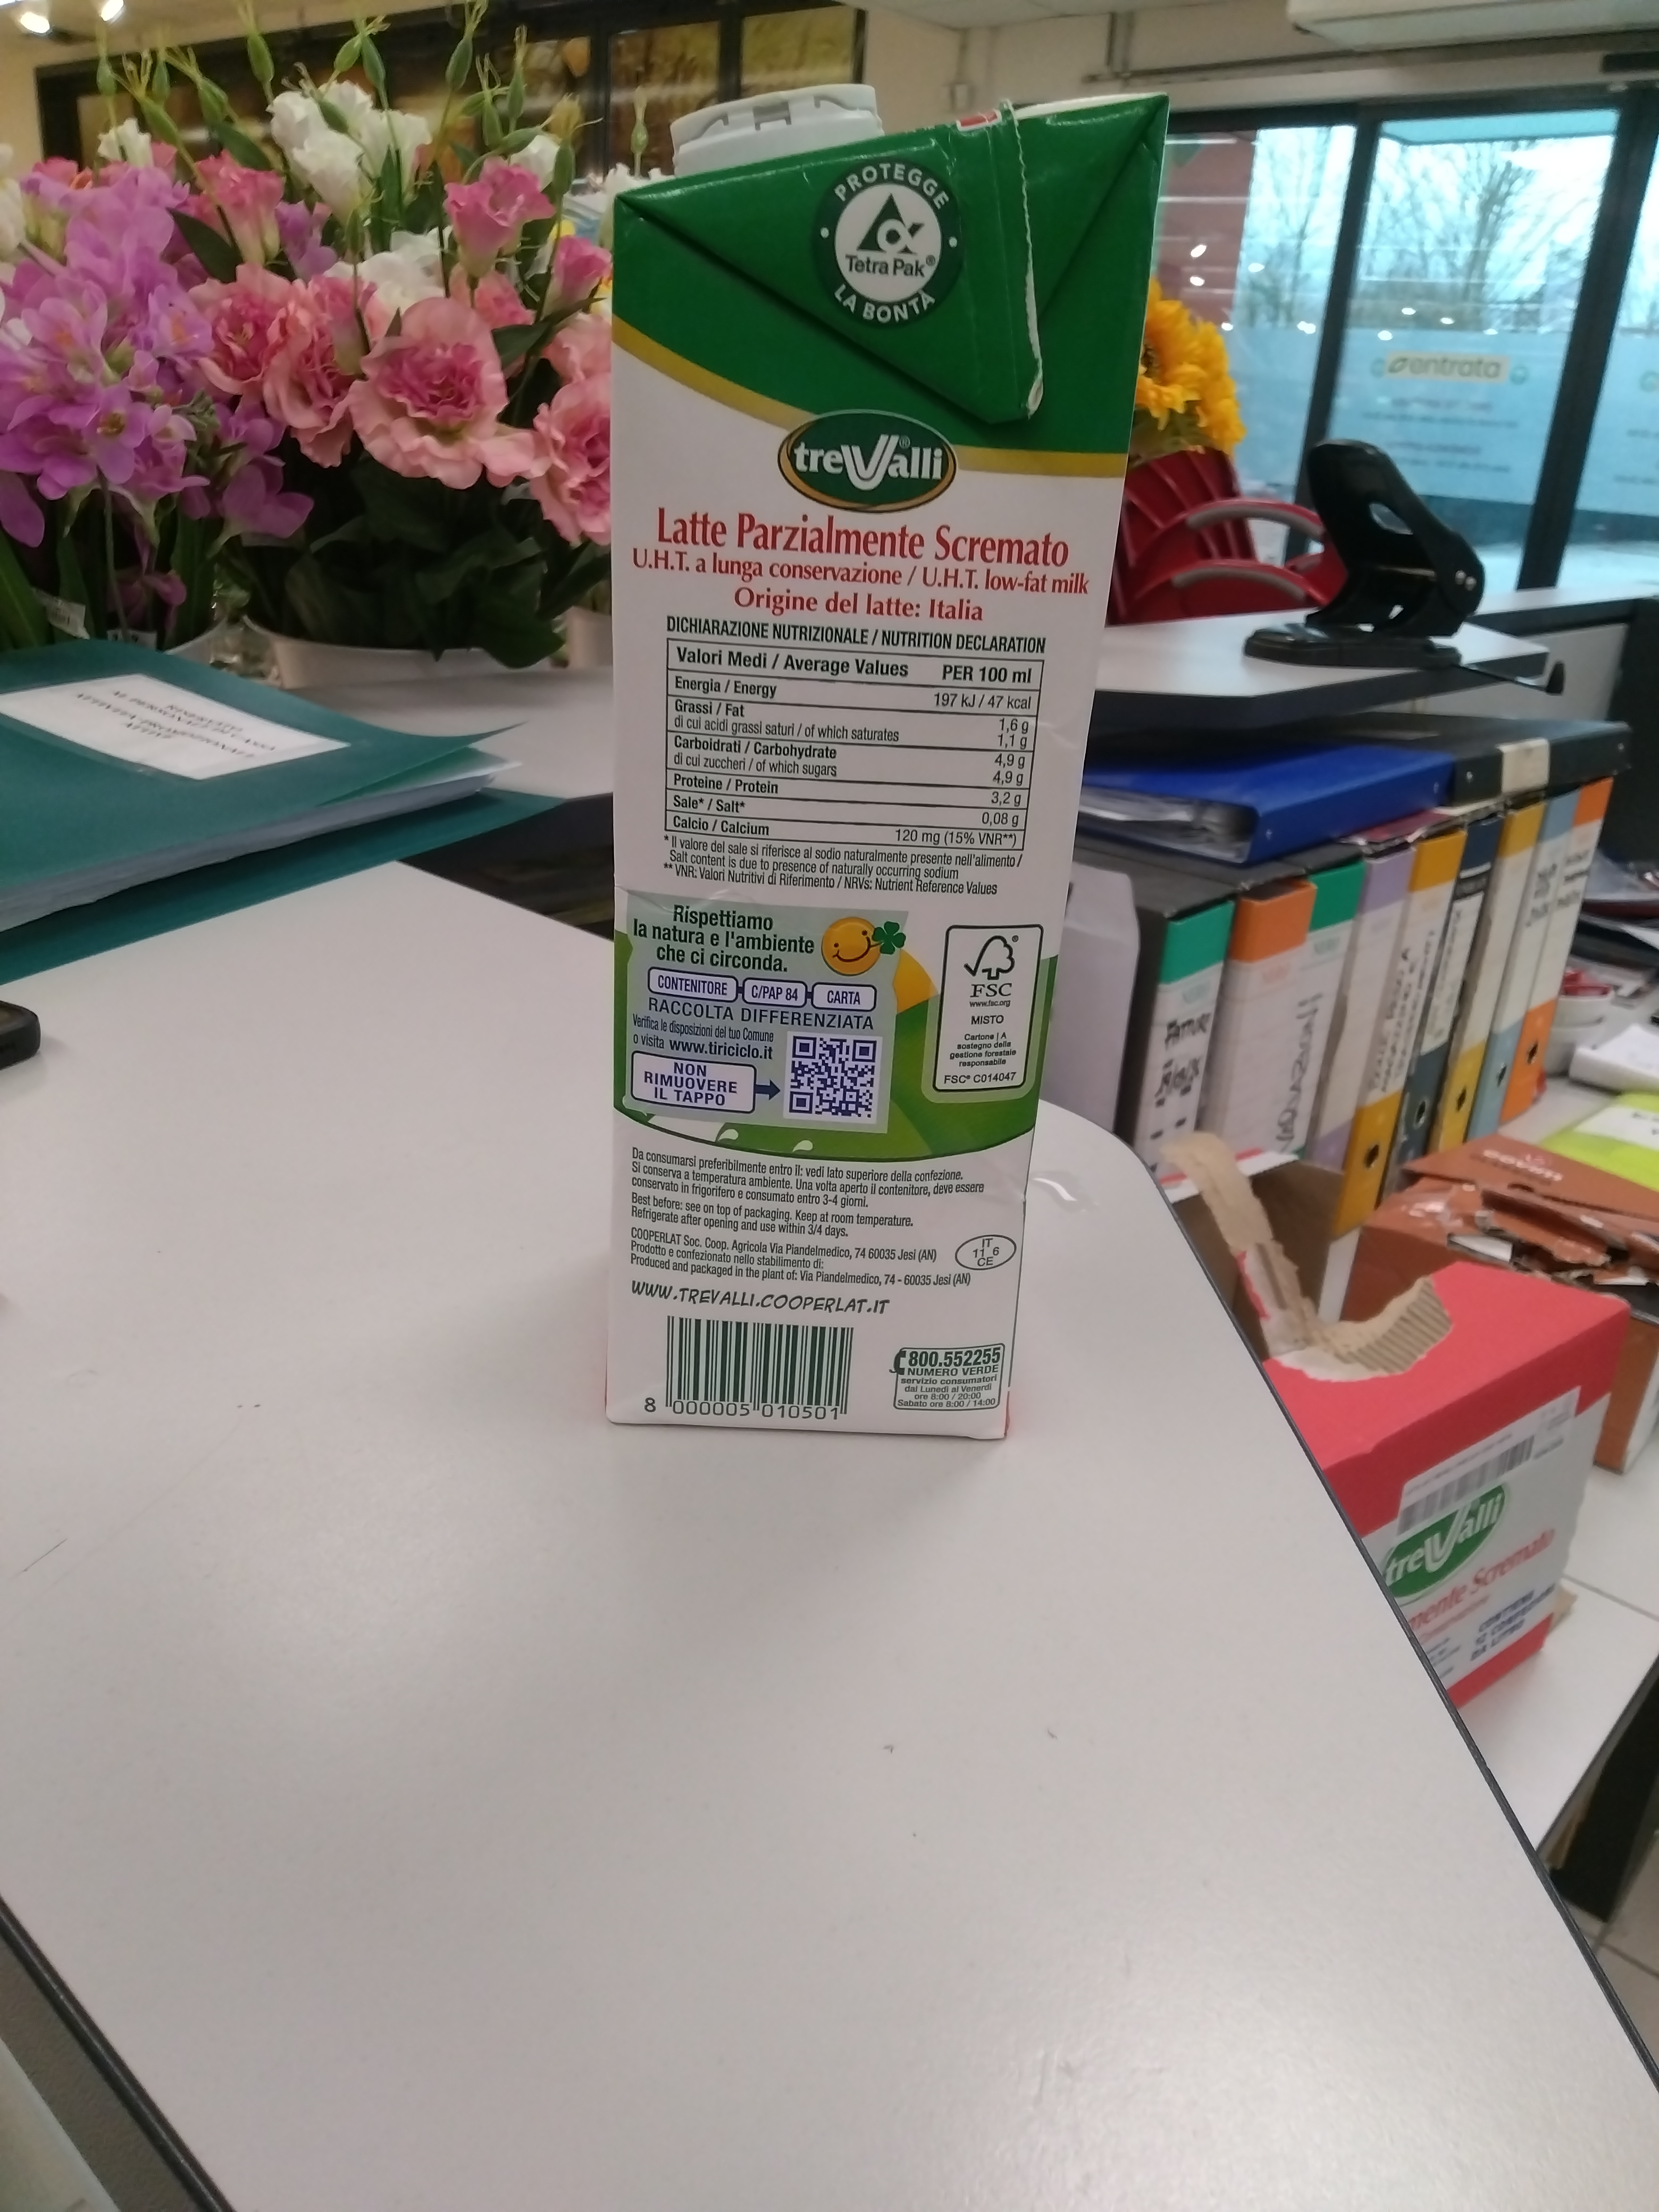 PROTEGGE
Tetra Pak®
LA BONTÀ
treValli®
Latte Parzialmente Scremato
U.H.T. a lunga conservazione / U.H.T. low-fat milk
Origine del latte: Italia
DICHIARAZIONE NUTRIZIONALE / NUTRITION DECLARATION
Valori Medi / Average Values PER 100 ml
Energia / Energy 197 kJ / 47 kcal
Grassi / Fat 1,6 g
di cui acidi grassi saturi / of which saturates 1,1 g
Carboidrati / Carbohydrate 4,9 g
di cui zuccheri / of which sugars 4,9 g
Proteine / Protein 3,2 g
Sale* / Salt* 0,08 g
Calcio / Calcium 120 mg (15% VNR**)
* Il valore del sale si riferisce al sodio naturalmente presente nell'alimento /
Salt content is due to presence of naturally occurring sodium
** VNR: Valori Nutritivi di Riferimento / NRVs: Nutrient Reference Values
Rispettiamo
la natura e l'ambiente
che ci circonda.
CONTENITORE C/PAP 84 CARTA
RACCOLTA DIFFERENZIATA
Verifica le disposizioni del tuo Comune
o visita www.tiriciclo.it
NON
RIMUOVERE
IL TAPPO
FSC
www.fsc.org
MISTO
Cartone | A
sostegno della
gestione forestale
responsabile
FSC® C014047
Da consumarsi preferibilmente entro il: vedi lato superiore della confezione.
Si conserva a temperatura ambiente. Una volta aperto il contenitore, deve essere
conservato in frigorifero e consumato entro 3-4 giorni.
Best before: see on top of packaging. Keep at room temperature.
Refrigerate after opening and use within 3/4 days.
COOPERLAT Soc. Coop. Agricola Via Piandelmedico, 74 60035 Jesi (AN)
Prodotto e confezionato nello stabilimento di:
Produced and packaged in the plant of: Via Piandelmedico, 74 - 60035 Jesi (AN)
IT
11 6
CE
WWW.TREVALLI.COOPERLAT.IT
8 000005 010501
800.552255
NUMERO VERDE
servizio consumatori
dal Lunedì al Venerdì
ore 8:00 / 20:00
Sabato ore 8:00 / 14:00
entrata
treValli
mente Scremato
CONTIENE
DA LITRO